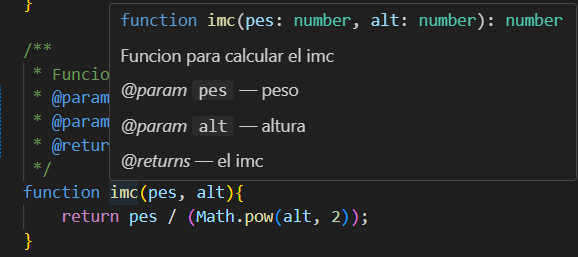 }
function imc(pes: number, alt: number): number
/**
Funcion para calcular el imc
* Funcio
@param pes — peso
* @param
@param alt — altura
* @param
* @retur
@returns — el imc
*/
function imc(pes, alt){
return pes / (Math.pow(alt, 2));
}